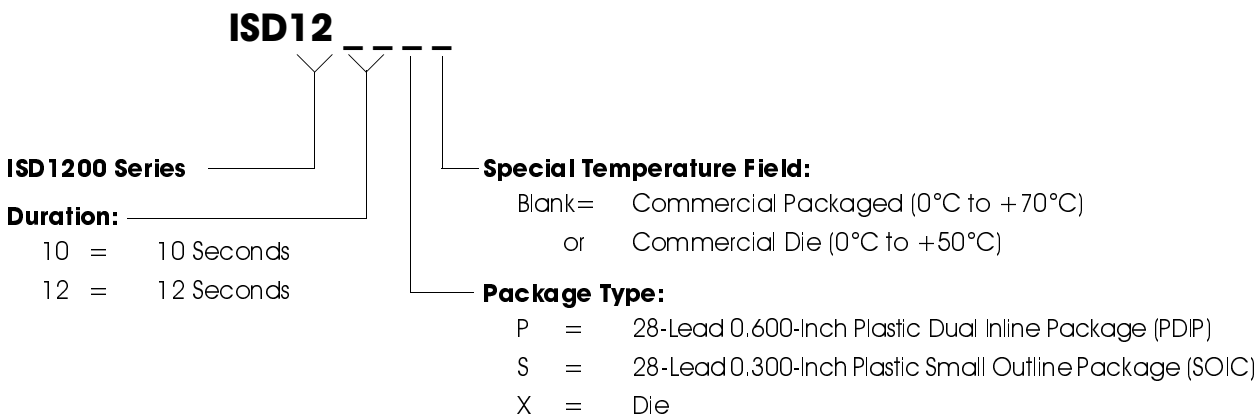 ISD12 _ _ _ _
ISD1200 Series
Duration:
10 = 10 Seconds
12 = 12 Seconds
Special Temperature Field:
Blank= Commercial Packaged (0°C to +70°C)
or Commercial Die (0°C to +50°C)
Package Type:
P = 28-Lead 0.600-Inch Plastic Dual Inline Package (PDIP)
S = 28-Lead 0.300-Inch Plastic Small Outline Package (SOIC)
X = Die